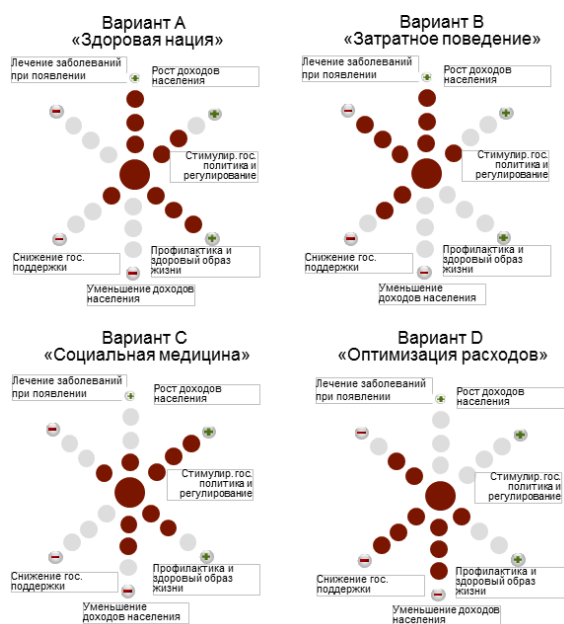 Вариант А
«Здоровая нация»
Лечение заболеваний
при появлении
Рост доходов
населения
Стимулир. гос.
политика и
регулирование
Снижение гос.
поддержки
Профилактика и
здоровый образ
жизни
Уменьшение
доходов населения
Вариант В
«Затратное поведение»
Лечение заболеваний
при появлении
Рост доходов
населения
Стимулир. гос.
политика и
регулирование
Снижение гос.
поддержки
Профилактика и
здоровый образ
жизни
Уменьшение
доходов населения
Вариант С
«Социальная медицина»
Лечение заболеваний
при появлении
Рост доходов
населения
Стимулир. гос.
политика и
регулирование
Снижение гос.
поддержки
Профилактика и
здоровый образ
жизни
Уменьшение
доходов населения
Вариант D
«Оптимизация расходов»
Лечение заболеваний
при появлении
Рост доходов
населения
Стимулир. гос.
политика и
регулирование
Снижение гос.
поддержки
Профилактика и
здоровый образ
жизни
Уменьшение доходов
населения